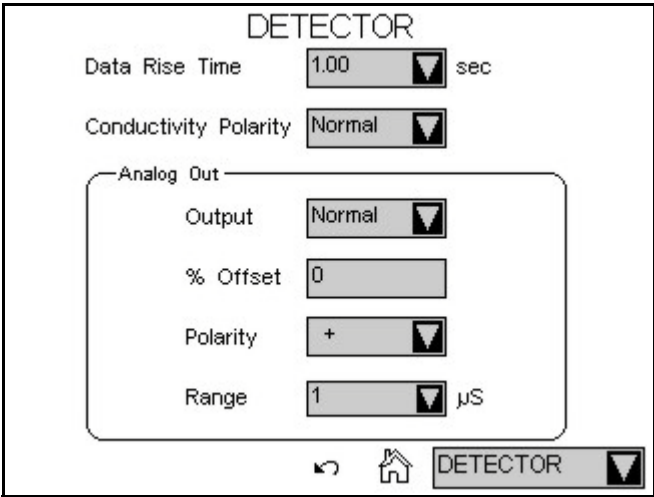 DETECTOR
Data Rise Time 1.00 sec
Conductivity Polarity Normal
Analog Out
Output Normal
% Offset 0
Polarity +
Range 1 µS
DETECTOR